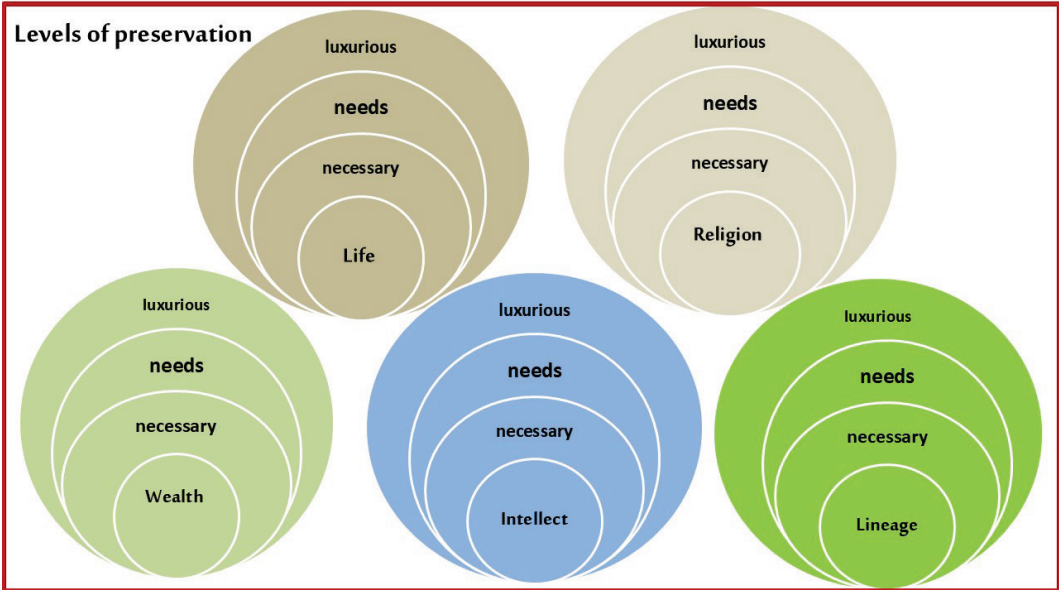 Levels of preservation
luxurious
needs
necessary
Life
luxurious
needs
necessary
Religion
luxurious
needs
necessary
Wealth
luxurious
needs
necessary
Intellect
luxurious
needs
necessary
Lineage